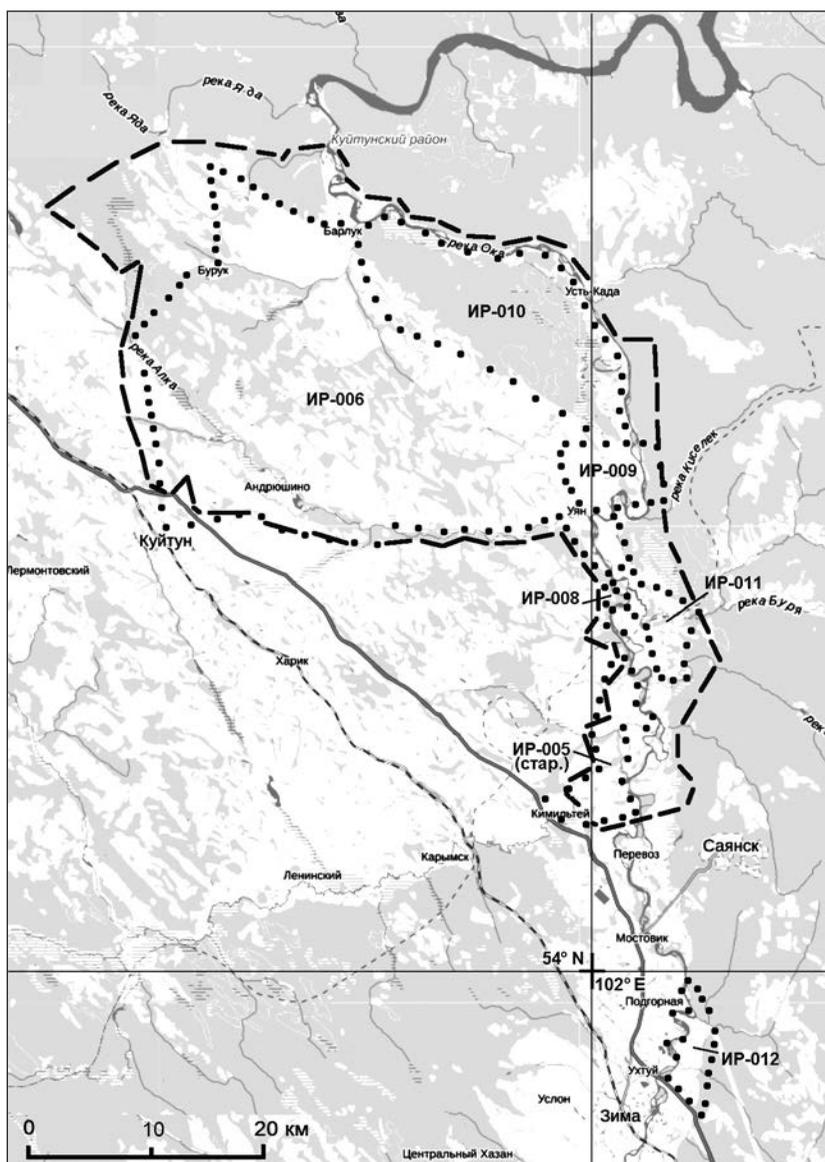 река Яда
река Яда
Куйтунский район
Барлук
река Ока
Бурук
Усть-Када
ИР-010
река Алка
ИР-006
река Киселек
ИР-009
Андрюшино
Уян
Куйтун
Лермонтовский
ИР-011
ИР-008
река Буря
Харик
ИР-005
(стар.)
Кимильтей
Саянск
Перевоз
Карымск
Ленинский
Мостовик
54° N
102° E
Подгорная
ИР-012
Ухтуй
Услон
Зима
0 10 20 км
Центральный Хазан